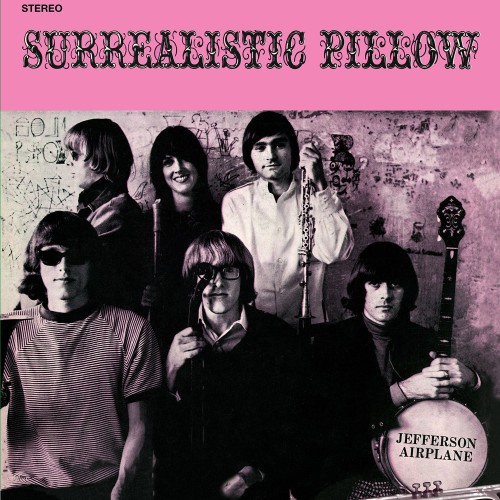 STEREO
SURREALISTIC PILLOW
JEFFERSON
AIRPLANE